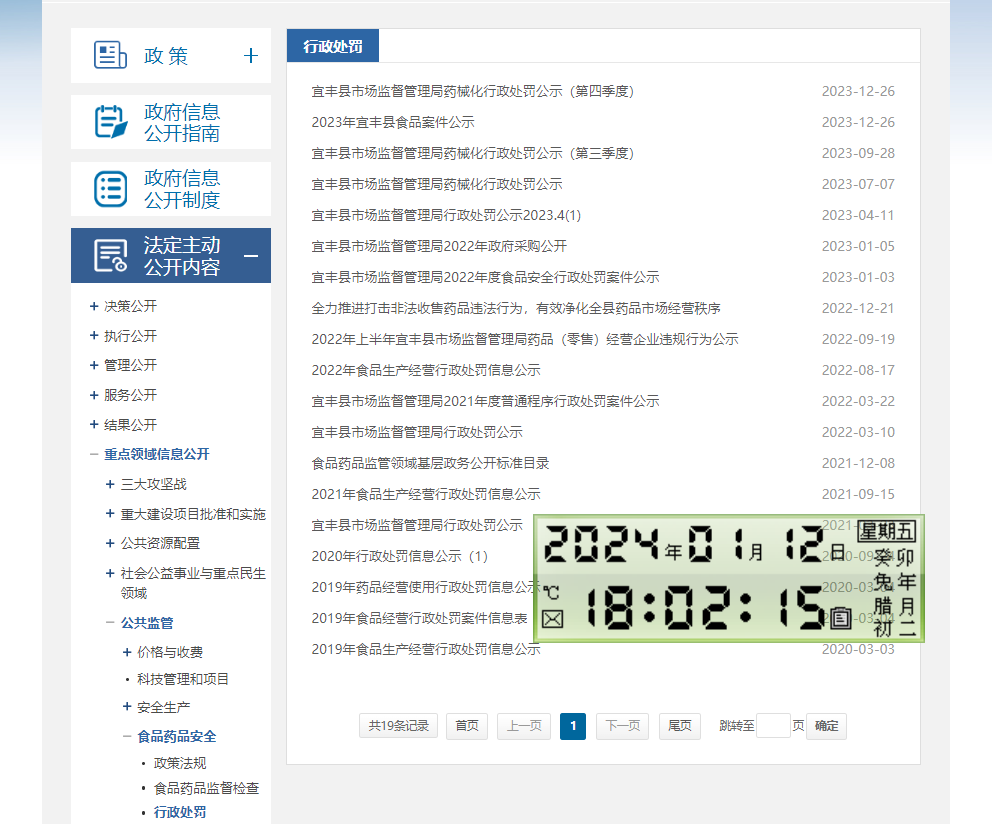 政 策
政府信息
公开指南
政府信息
公开制度
法定主动
公开内容
决策公开
执行公开
管理公开
服务公开
结果公开
重点领域信息公开
三大攻坚战
重大建设项目批准和实施
公共资源配置
社会公益事业与重点民生
领域
公共监管
价格与收费
科技管理和项目
安全生产
食品药品安全
政策法规
食品药品监督检查
行政处罚
行政处罚
宜丰县市场监督管理局药械化行政处罚公示（第四季度） 2023-12-26
2023年宜丰县食品案件公示 2023-12-26
宜丰县市场监督管理局药械化行政处罚公示（第三季度） 2023-09-28
宜丰县市场监督管理局药械化行政处罚公示 2023-07-07
宜丰县市场监督管理局行政处罚公示2023.4(1) 2023-04-11
宜丰县市场监督管理局2022年政府采购公开 2023-01-05
宜丰县市场监督管理局2022年度食品安全行政处罚案件公示 2023-01-03
全力推进打击非法收售药品违法行为，有效净化全县药品市场经营秩序 2022-12-21
2022年上半年宜丰县市场监督管理局药品（零售）经营企业违规行为公示 2022-09-19
2022年食品生产经营行政处罚信息公示 2022-08-17
宜丰县市场监督管理局2021年度普通程序行政处罚案件公示 2022-03-22
宜丰县市场监督管理局行政处罚公示 2022-03-10
食品药品监管领域基层政务公开标准目录 2021-12-08
2021年食品生产经营行政处罚信息公示 2021-09-15
宜丰县市场监督管理局行政处罚公示
2020年行政处罚信息公示（1）
2019年药品经营使用行政处罚信息公示
2019年食品经营行政处罚案件信息表
2019年食品生产经营行政处罚信息公示 2020-03-03
2024年01月12日 星期五
℃ 18:02:15
癸卯
兔年
腊月
初二
共19条记录 首页 上一页 1 下一页 尾页 跳转至 页 确定